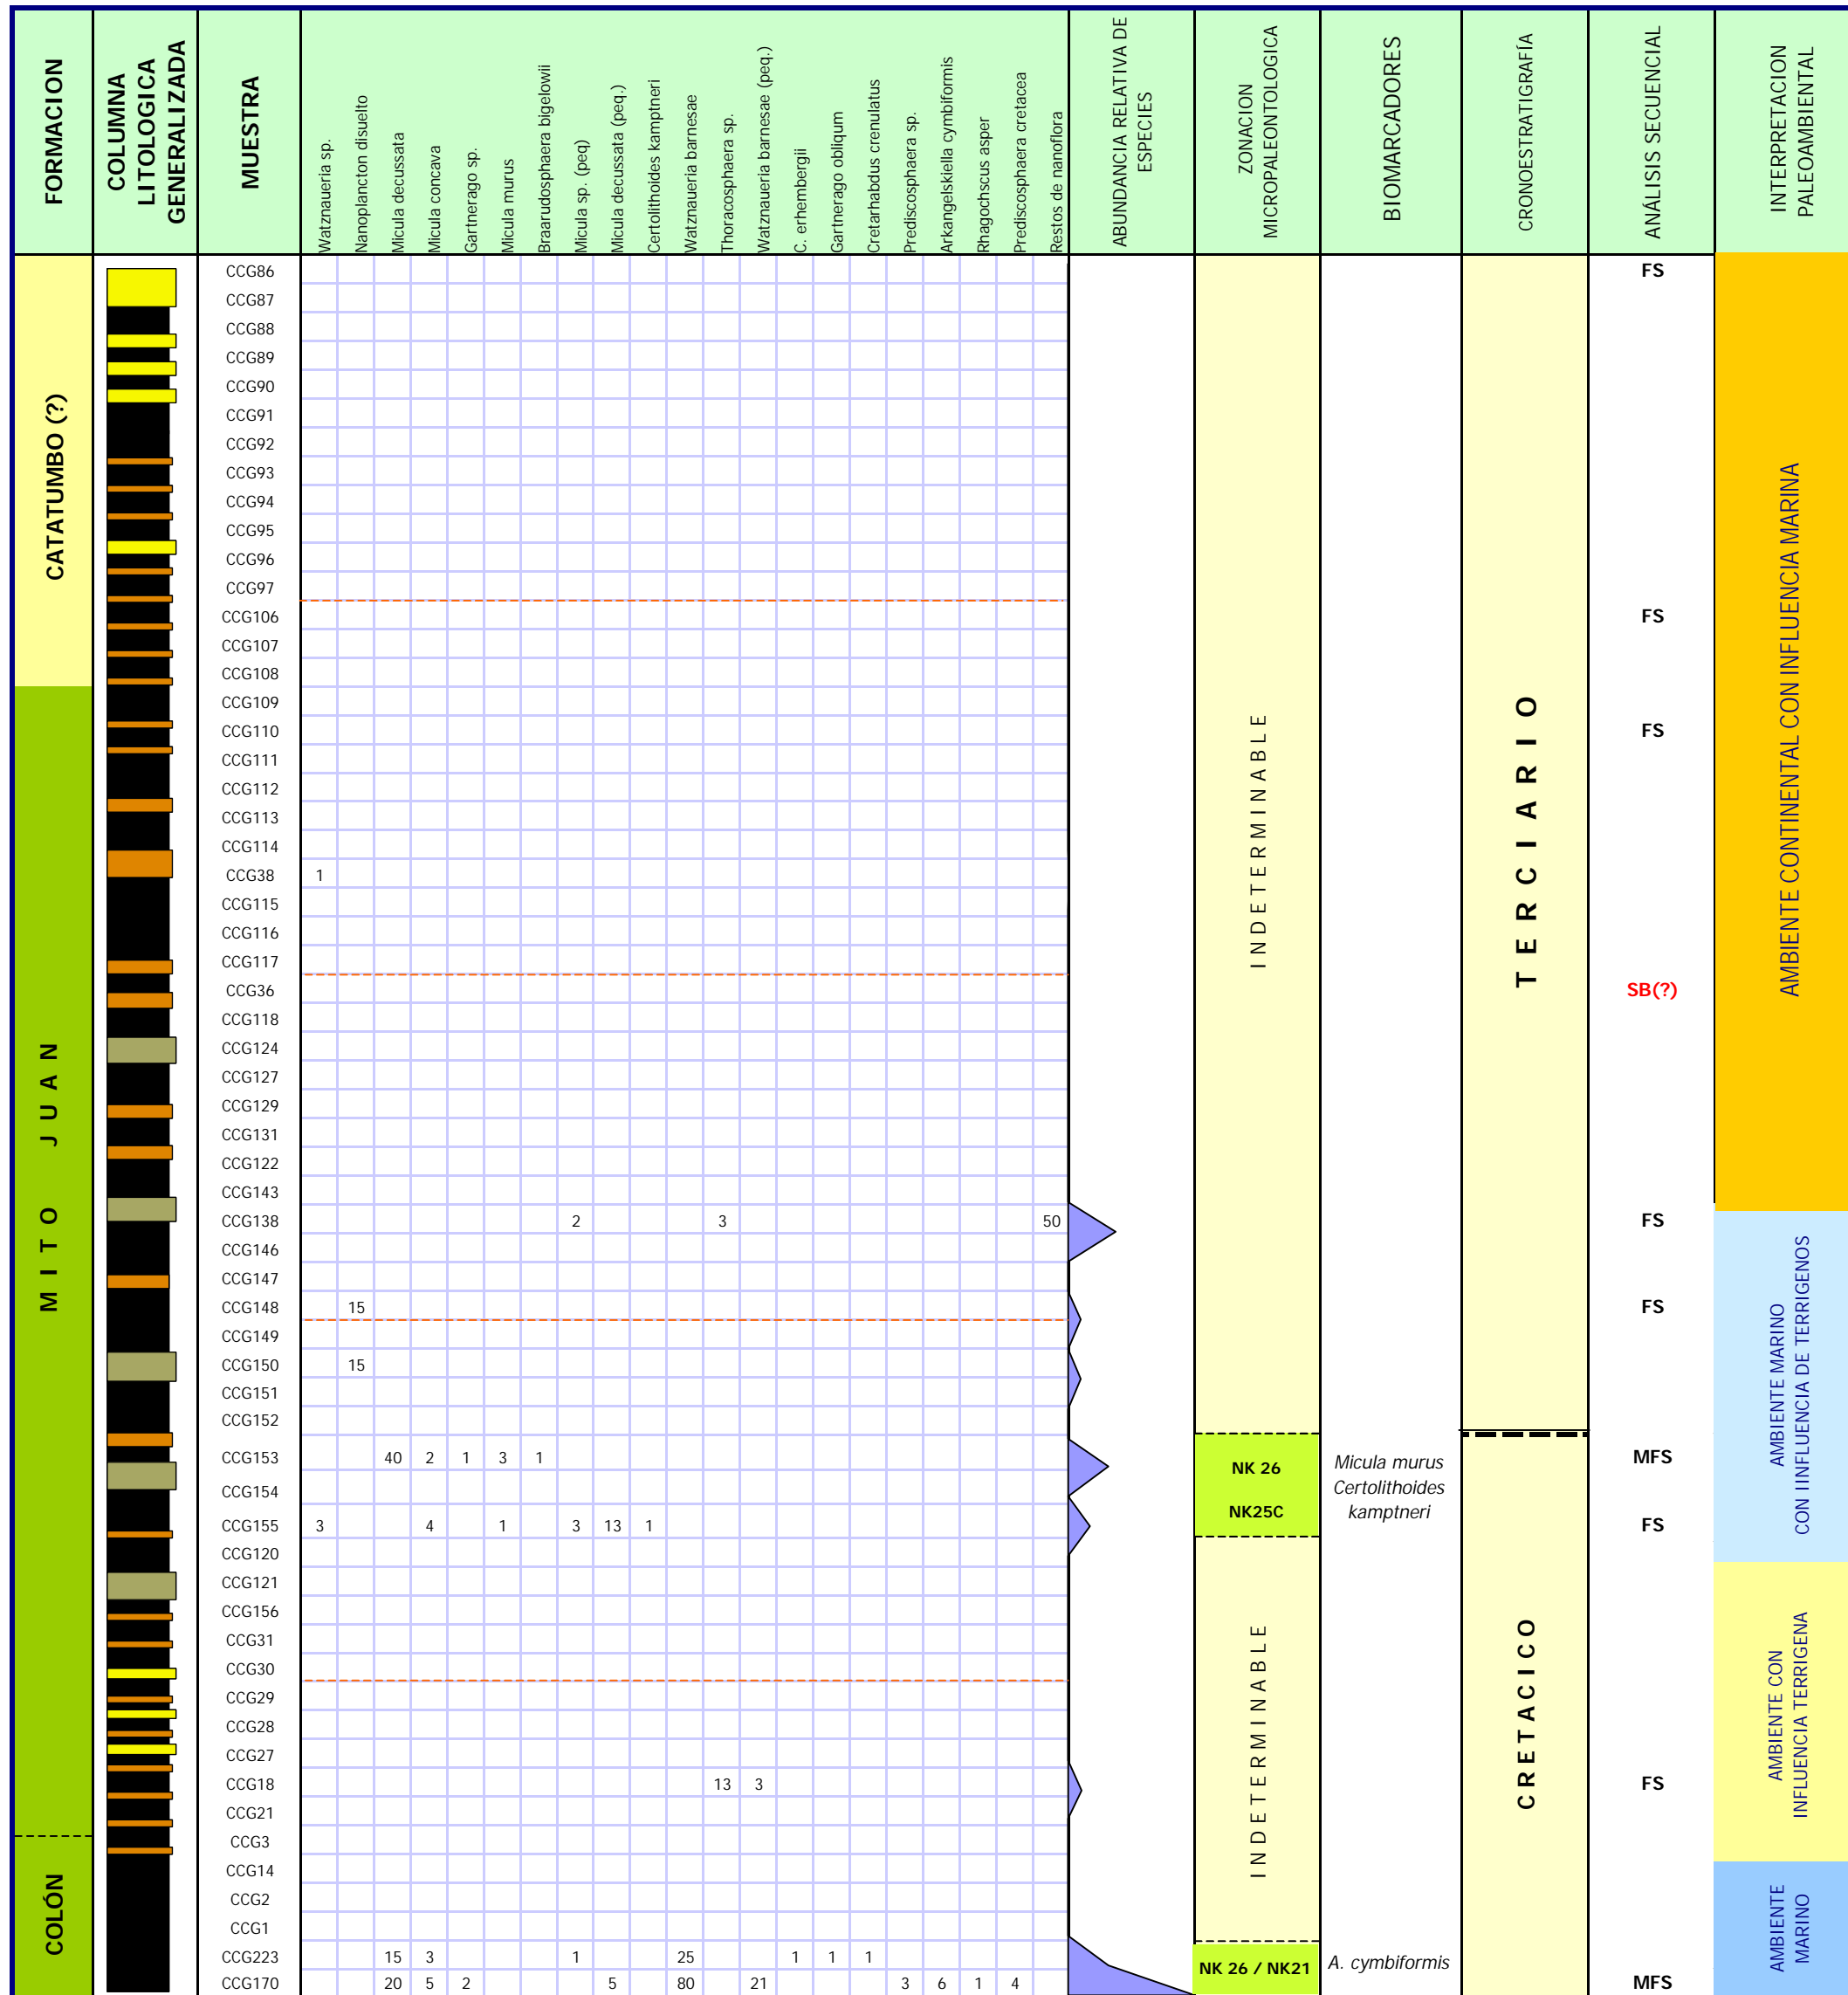 FORMACION
COLUMNA
LITOLOGICA
GENERALIZADA
MUESTRA
Watznaueria sp.
Nanoplancton disuelto
Micula decussata
Micula concava
Gartnerago sp.
Micula murus
Braarudosphaera bigelowii
Micula sp. (peq)
Micula decussata (peq.)
Certolithoides kamptneri
Watznaueria barneseae
Thoracosphaera sp.
Watznaueria barneseae (peq.)
C. erhembergii
Gartnerago obliqum
Cretarhabdus crenulatus
Prediscosphaera sp.
Arkangelskiella cymbiformis
Rhagochscus asper
Prediscosphaera cretacea
Restos de nanoflora
ABUNDANCIA RELATIVA DE
ESPECIES
ZONACION
MICROPALEONTOLOGICA
BIOMARCADORES
CRONOESTRATIGRAFÍA
ANÁLISIS SECUENCIAL
INTERPRETACION
PALEOAMBIENTAL
CATATUMBO (?)
MITO JUAN
COLÓN
CCG86 FS
CCG87
CCG88
CCG89
CCG90
CCG91
CCG92
CCG93
CCG94
CCG95
CCG96
CCG97
CCG106 FS
CCG107
CCG108
CCG109
CCG110 FS
CCG111
CCG112
CCG113
CCG114
CCG38 1
CCG115
CCG116
CCG117
CCG36 SB(?)
CCG118
CCG124
CCG127
CCG129
CCG131
CCG122
CCG143
CCG138 2 3 50 FS
CCG146
CCG147
CCG148 15 FS
CCG149
CCG150 15
CCG151
CCG152
CCG153 40 2 1 3 1 MFS
CCG154
CCG155 3 4 1 3 13 1 FS
CCG120
CCG121
CCG156
CCG31
CCG30
CCG29
CCG28
CCG27
CCG18 13 3 FS
CCG21
CCG3
CCG14
CCG2
CCG1
CCG223 15 3 1 25 1 1 1
CCG170 20 5 2 5 80 21 3 6 1 4 MFS
INDETERMINABLE
NK 26
NK25C
INDETERMINABLE
NK 26 / NK21
Micula murus
Certolithoides
kamptneri
A. cymbiformis
TERCIARIO
CRETACICO
AMBIENTE CONTINENTAL CON INFLUENCIA MARINA
AMBIENTE MARINO
CON INFLUENCIA DE TERRIGENOS
AMBIENTE CON
INFLUENCIA TERRIGENA
AMBIENTE
MARINO